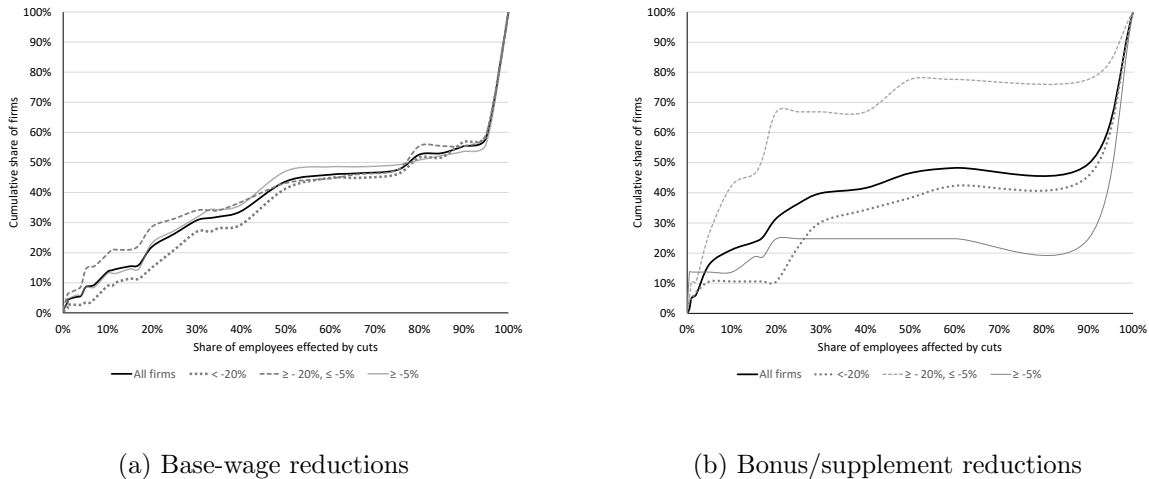 100%
90%
80%
70%
60%
50%
40%
30%
20%
10%
0%
Cumulative share of firms
0% 10% 20% 30% 40% 50% 60% 70% 80% 90% 100%
Share of employees effected by cuts
All firms < -20% ≥ - 20%, ≤ -5% ≥ -5%
(a) Base-wage reductions
100%
90%
80%
70%
60%
50%
40%
30%
20%
10%
0%
Cumulative share of firms
0% 10% 20% 30% 40% 50% 60% 70% 80% 90% 100%
Share of employees affected by cuts
All firms <-20% ≥ - 20%, ≤ -5% ≥ -5%
(b) Bonus/supplement reductions